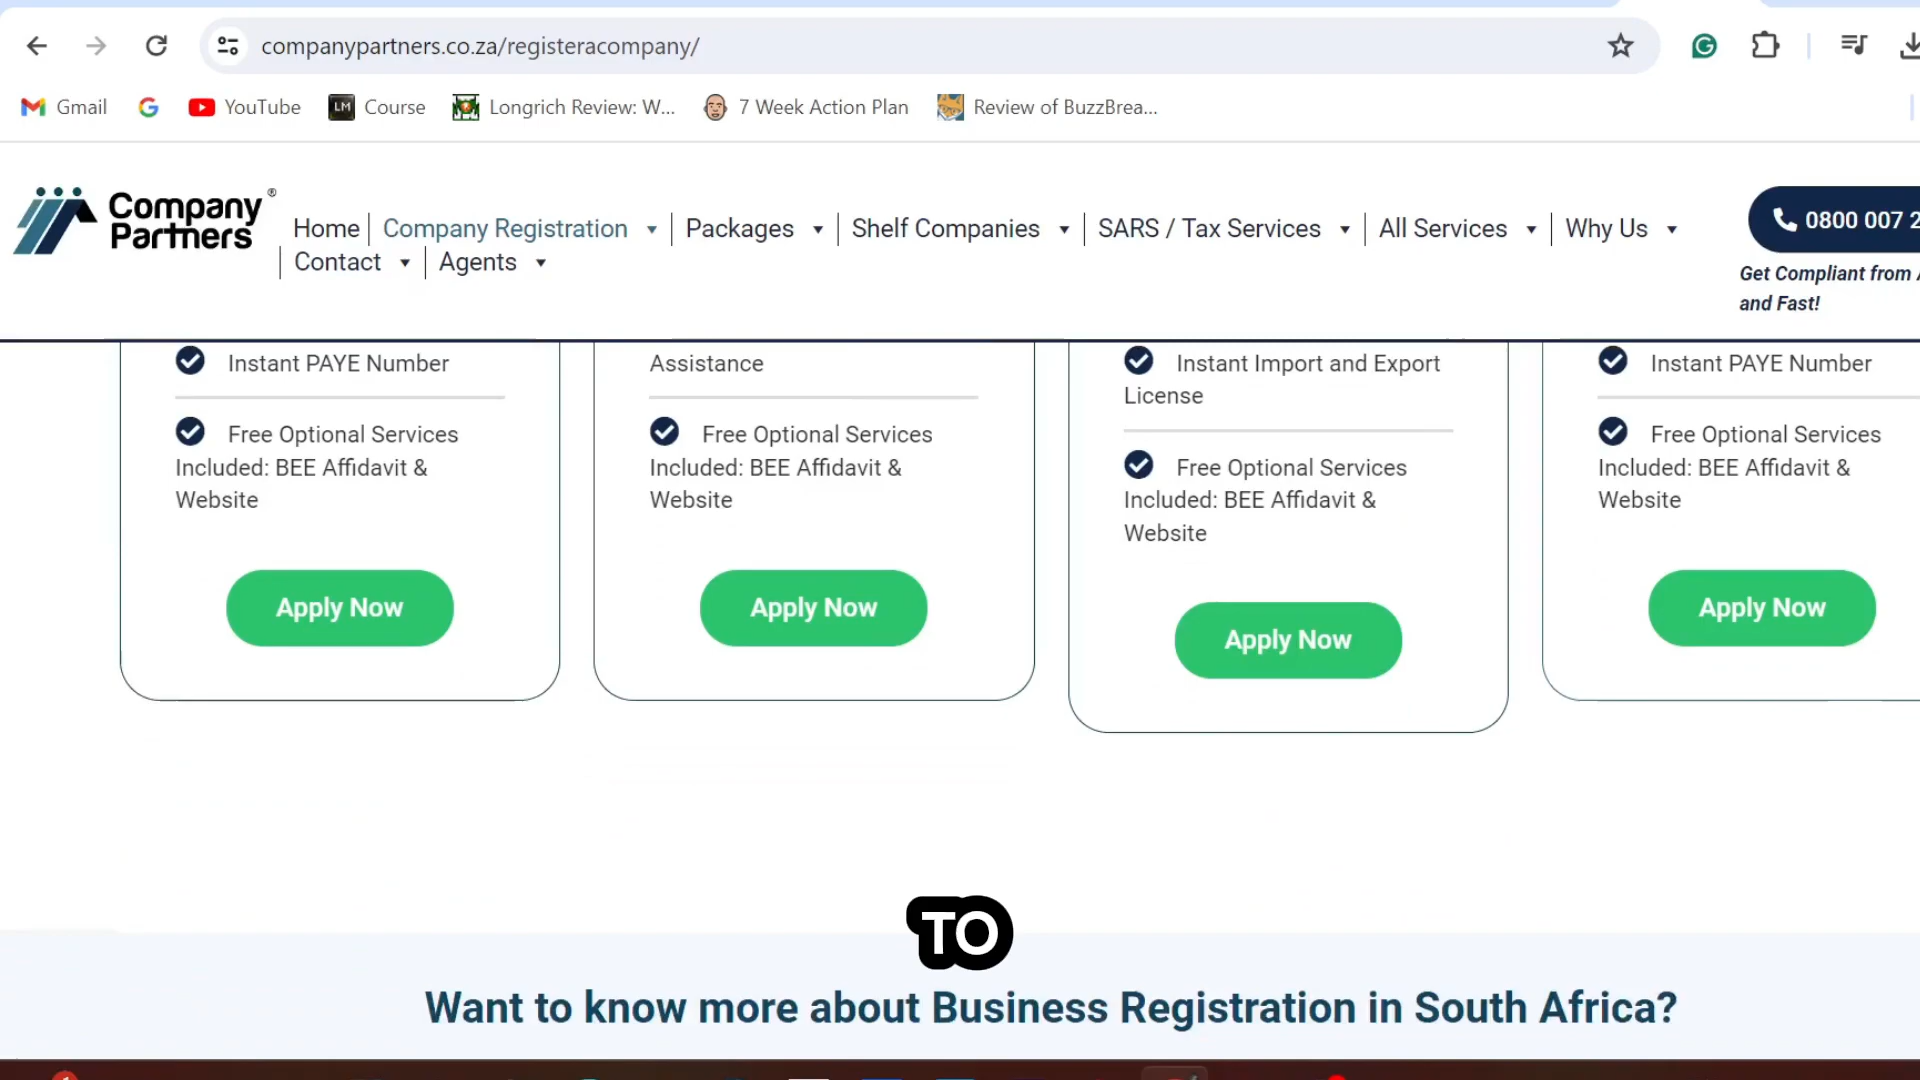 companypartners.co.za/registeracompany/
Gmail
YouTube
LM
Course
Longrich Review: W...
7 Week Action Plan
Review of BuzzBrea...
Company ®
Partners
Home
Company Registration
Packages
Shelf Companies
SARS / Tax Services
All Services
Why Us
Contact
Agents
0800 007 2
Get Compliant from
and Fast!
Instant PAYE Number
Free Optional Services
Included: BEE Affidavit &
Website
Apply Now
Assistance
Free Optional Services
Included: BEE Affidavit &
Website
Apply Now
Instant Import and Export
License
Free Optional Services
Included: BEE Affidavit &
Website
Apply Now
Instant PAYE Number
Free Optional Services
Included: BEE Affidavit &
Website
Apply Now
TO
Want to know more about Business Registration in South Africa?